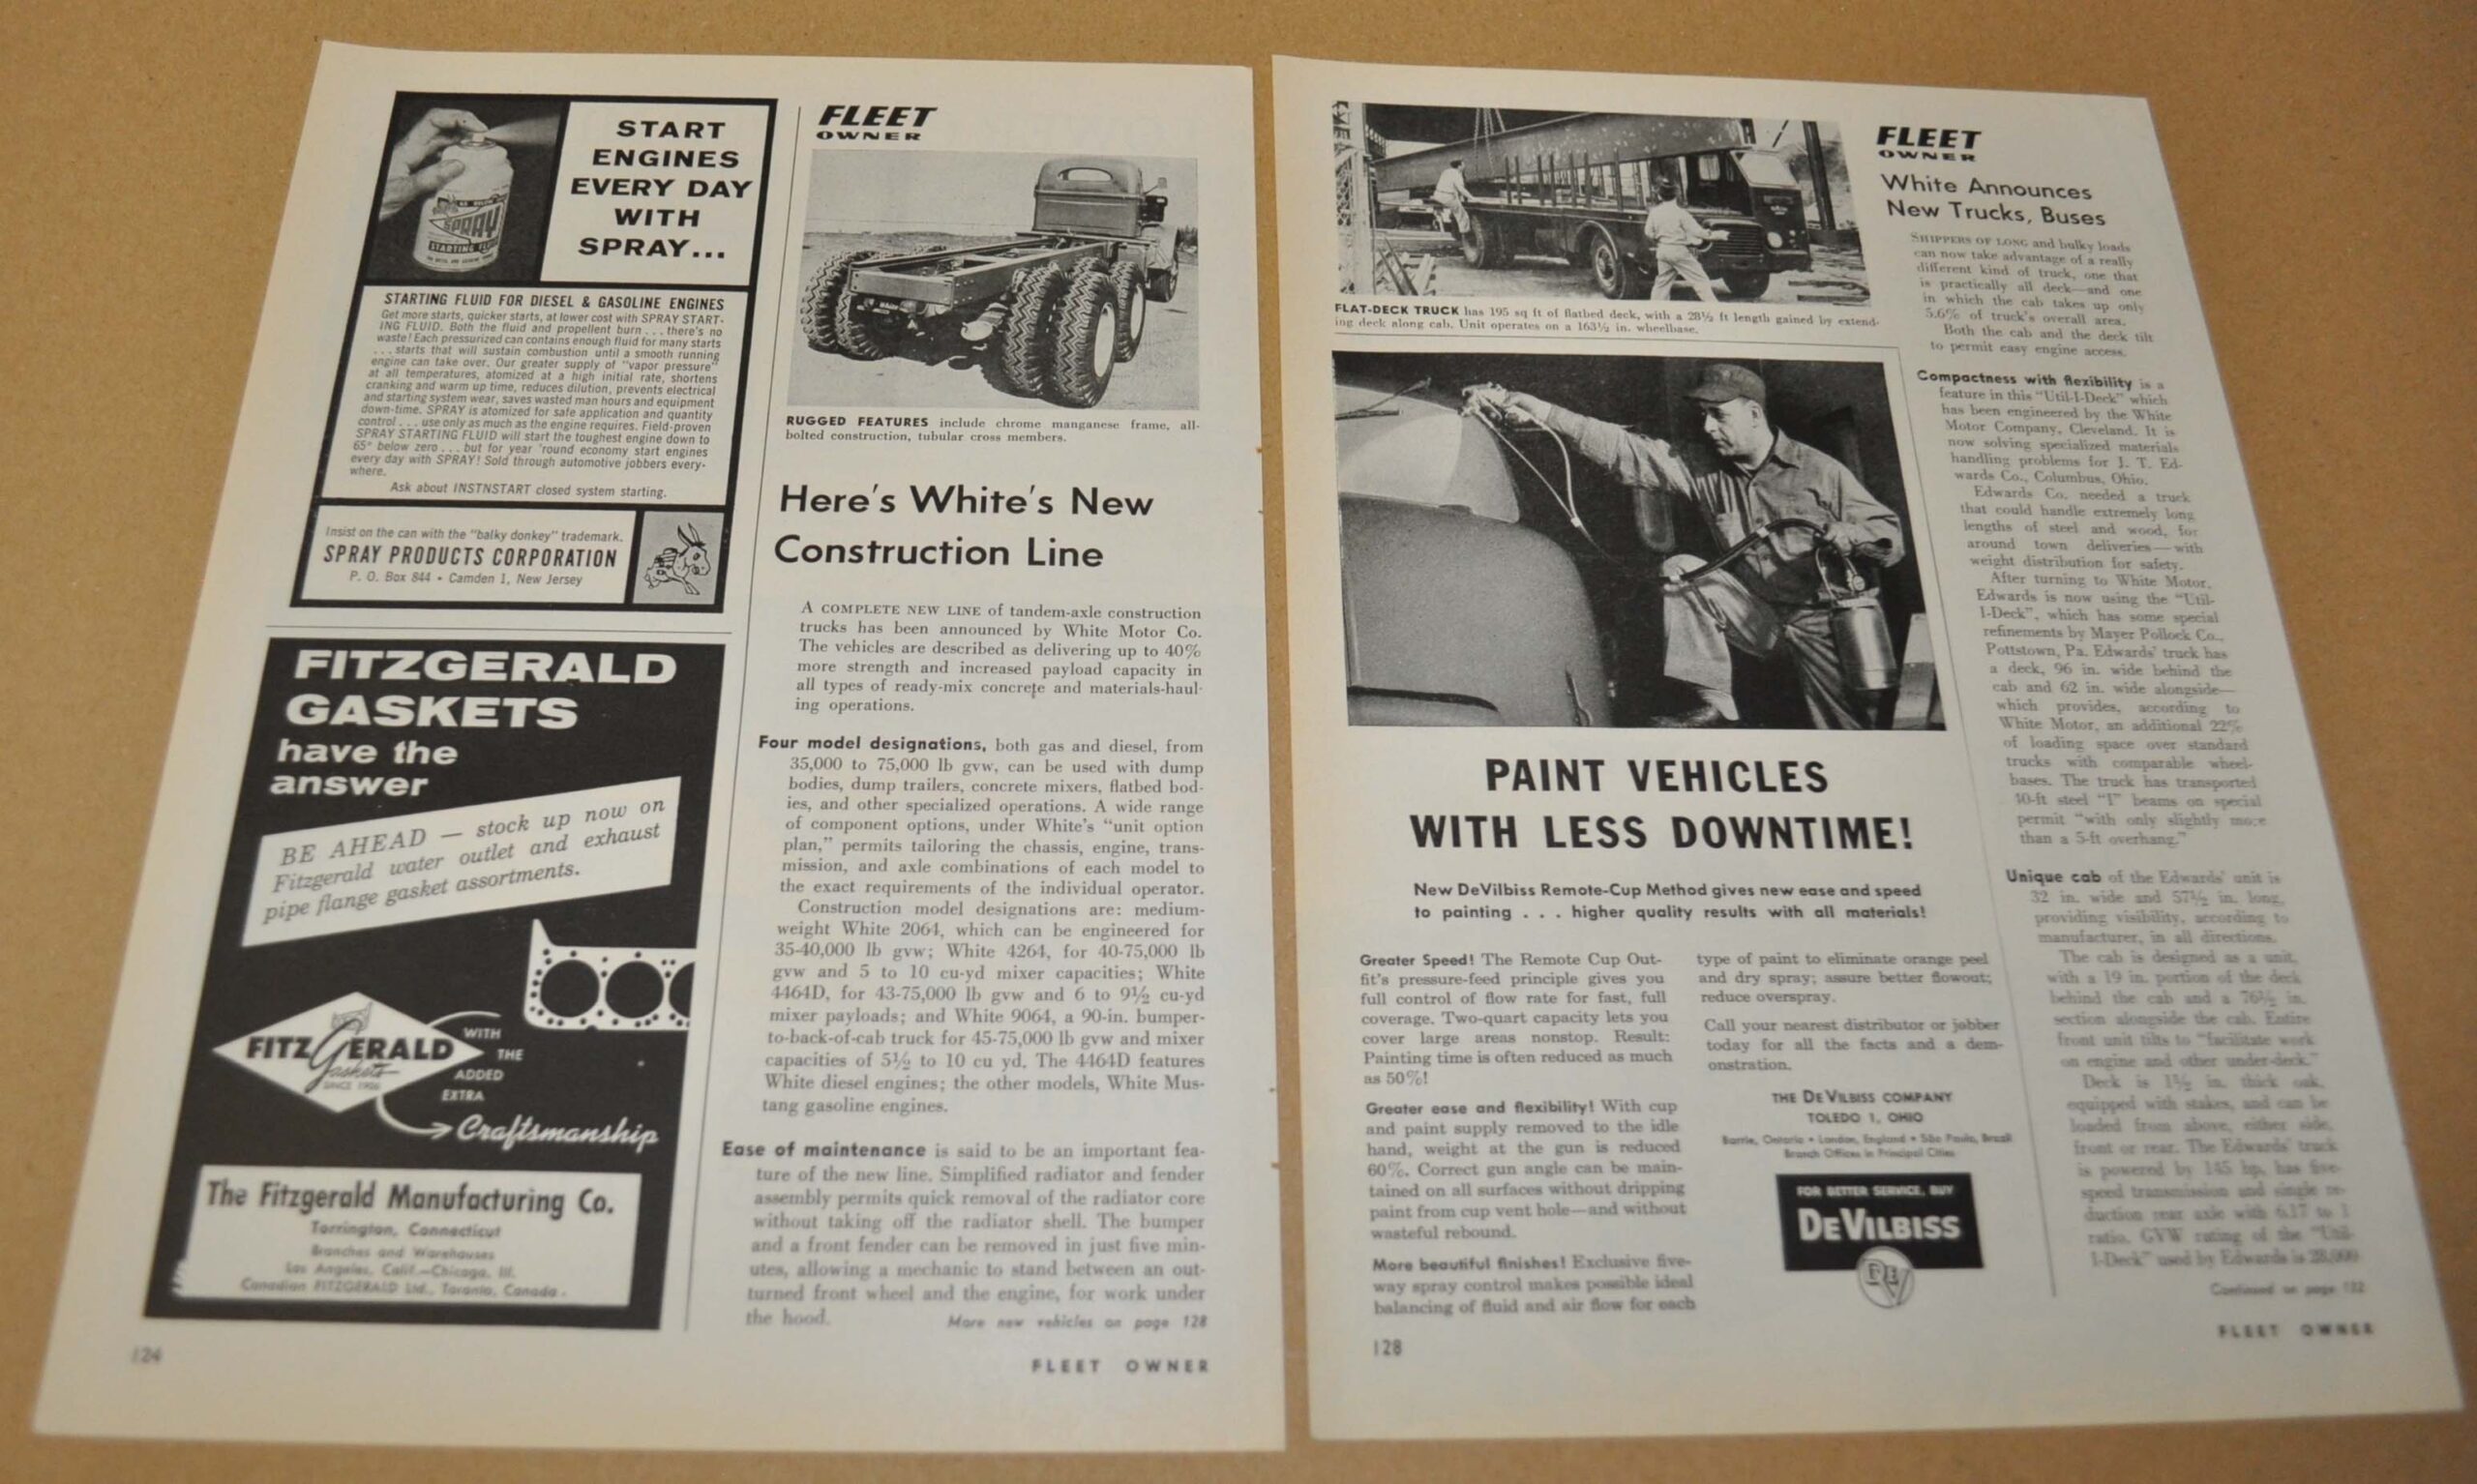 START
ENGINES
EVERY DAY
WITH
SPRAY...
SPRAY
STARTING FLUID
STARTING FLUID FOR DIESEL & GASOLINE ENGINES
Get more starts, quicker starts, at lower cost with SPRAY START-
ING FLUID. Both the fluid and propellent burn . . . there's no
waste! Each pressurized can contains enough fluid for many starts
. . . starts that will sustain combustion until a smooth running
engine can take over. Our greater supply of "vapor pressure"
at all temperatures, atomized at a high initial rate, shortens
cranking and warm up time, reduces dilution, prevents electrical
and starting system wear, saves wasted man hours and equipment
down-time. SPRAY is atomized for safe application and quantity
control . . . use only as much as the engine requires. Field-proven
SPRAY STARTING FLUID will start the toughest engine down to
65° below zero . . . but for year 'round economy start engines
every day with SPRAY! Sold through automotive jobbers every-
where.
Ask about INSTNSTART closed system starting.
Insist on the can with the "balky donkey" trademark.
SPRAY PRODUCTS CORPORATION
P. O. Box 844 • Camden 1, New Jersey
FITZGERALD
GASKETS
have the
answer
BE AHEAD — stock up now on
Fitzgerald water outlet and exhaust
pipe flange gasket assortments.
FITZGERALD
Gaskets
SINCE 1906
WITH
THE
ADDED
EXTRA
Craftsmanship
The Fitzgerald Manufacturing Co.
Torrington, Connecticut
Branches and Warehouses
Los Angeles, Calif.—Chicago, Ill.
Canadian FITZGERALD Ltd., Toronto, Canada.
124
FLEET
OWNER
RUGGED FEATURES include chrome manganese frame, all-
bolted construction, tubular cross members.
Here's White's New
Construction Line
A COMPLETE NEW LINE of tandem-axle construction
trucks has been announced by White Motor Co.
The vehicles are described as delivering up to 40%
more strength and increased payload capacity in
all types of ready-mix concrete and materials-haul-
ing operations.
Four model designations, both gas and diesel, from
35,000 to 75,000 lb gvw, can be used with dump
bodies, dump trailers, concrete mixers, flatbed bod-
ies, and other specialized operations. A wide range
of component options, under White's "unit option
plan," permits tailoring the chassis, engine, trans-
mission, and axle combinations of each model to
the exact requirements of the individual operator.
Construction model designations are: medium-
weight White 2064, which can be engineered for
35-40,000 lb gvw; White 4264, for 40-75,000 lb
gvw and 5 to 10 cu-yd mixer capacities; White
4464D, for 43-75,000 lb gvw and 6 to 9½ cu-yd
mixer payloads; and White 9064, a 90-in. bumper-
to-back-of-cab truck for 45-75,000 lb gvw and mixer
capacities of 5½ to 10 cu yd. The 4464D features
White diesel engines; the other models, White Mus-
tang gasoline engines.
Ease of maintenance is said to be an important fea-
ture of the new line. Simplified radiator and fender
assembly permits quick removal of the radiator core
without taking off the radiator shell. The bumper
and a front fender can be removed in just five min-
utes, allowing a mechanic to stand between an out-
turned front wheel and the engine, for work under
the hood.
More new vehicles on page 128
FLEET OWNER
FLAT-DECK TRUCK has 195 sq ft of flatbed deck, with a 28½ ft length gained by extend-
ing deck along cab. Unit operates on a 163½ in. wheelbase.
PAINT VEHICLES
WITH LESS DOWNTIME!
New DeVilbiss Remote-Cup Method gives new ease and speed
to painting . . . higher quality results with all materials!
Greater Speed! The Remote Cup Out-
fit's pressure-feed principle gives you
full control of flow rate for fast, full
coverage. Two-quart capacity lets you
cover large areas nonstop. Result:
Painting time is often reduced as much
as 50%!
Greater ease and flexibility! With cup
and paint supply removed to the idle
hand, weight at the gun is reduced
60%. Correct gun angle can be main-
tained on all surfaces without dripping
paint from cup vent hole—and without
wasteful rebound.
More beautiful finishes! Exclusive five-
way spray control makes possible ideal
balancing of fluid and air flow for each
type of paint to eliminate orange peel
and dry spray; assure better flowout;
reduce overspray.
Call your nearest distributor or jobber
today for all the facts and a dem-
onstration.
THE DEVILBISS COMPANY
TOLEDO 1, OHIO
Barrie, Ontario • London, England • São Paulo, Brazil
Branch Offices in Principal Cities
FOR BETTER SERVICE, BUY
DEVILBISS
128
FLEET
OWNER
White Announces
New Trucks, Buses
SHIPPERS OF LONG and bulky loads
can now take advantage of a really
different kind of truck, one that
is practically all deck—and one
in which the cab takes up only
5.6% of truck's overall area.
Both the cab and the deck tilt
to permit easy engine access.
Compactness with flexibility is a
feature in this "Util-I-Deck" which
has been engineered by the White
Motor Company, Cleveland. It is
now solving specialized materials
handling problems for J. T. Ed-
wards Co., Columbus, Ohio.
Edwards Co. needed a truck
that could handle extremely long
lengths of steel and wood, for
around town deliveries—with
weight distribution for safety.
After turning to White Motor,
Edwards is now using the "Util-
I-Deck", which has some special
refinements by Mayer Pollock Co.,
Pottstown, Pa. Edwards' truck has
a deck, 96 in. wide behind the
cab and 62 in. wide alongside—
which provides, according to
White Motor, an additional 22%
of loading space over standard
trucks with comparable wheel-
bases. The truck has transported
40-ft steel "I" beams on special
permit "with only slightly more
than a 5-ft overhang."
Unique cab of the Edwards' unit is
32 in. wide and 57½ in. long,
providing visibility, according to
manufacturer, in all directions.
The cab is designed as a unit,
with a 19 in. portion of the deck
behind the cab and a 76½ in.
section alongside the cab. Entire
front unit tilts to "facilitate work
on engine and other under-deck."
Deck is 1½ in. thick oak,
equipped with stakes, and can be
loaded from above, either side,
front or rear. The Edwards' truck
is powered by 145 hp, has five-
speed transmission and single re-
duction rear axle with 6.17 to 1
ratio. GVW rating of the "Util-
I-Deck" used by Edwards is 28,000
Continued on page 132
FLEET OWNER